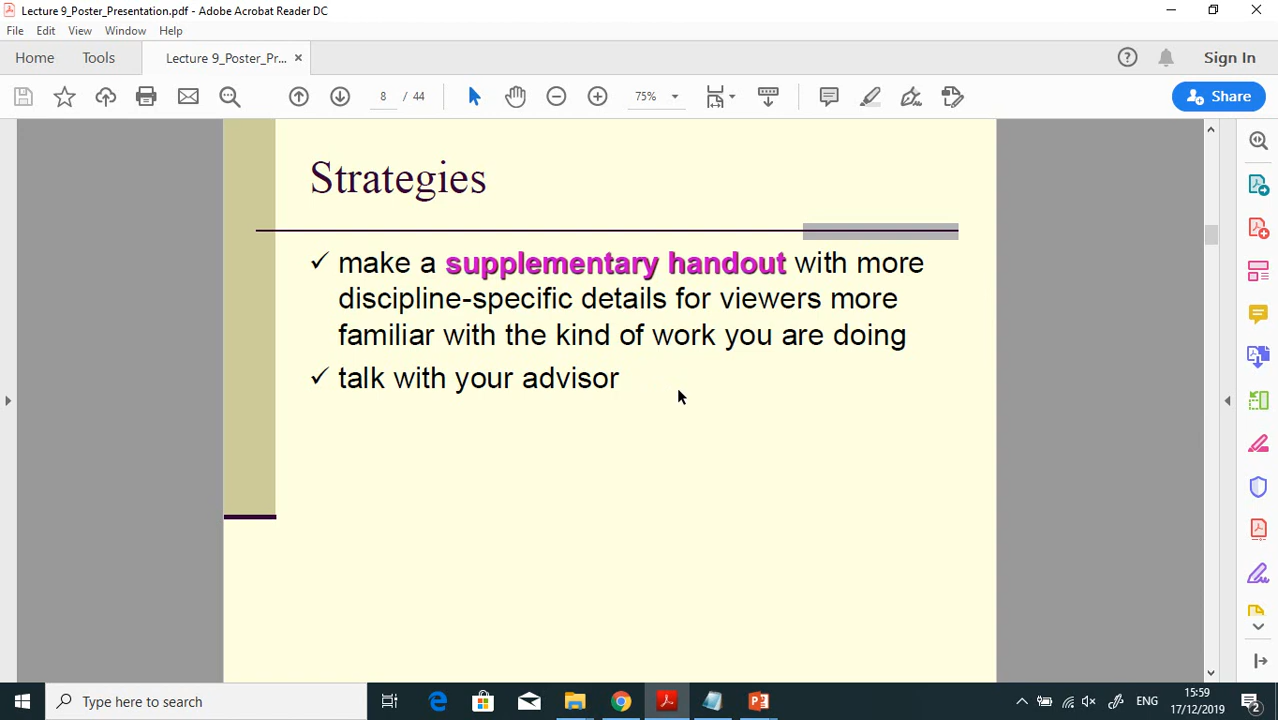 Lecture 9_Poster_Presentation.pdf - Adobe Acrobat Reader DC
File Edit View Window Help
Home Tools Lecture 9_Poster_Pr... × ? Sign In
8 / 44 75% Share
Strategies
✓ make a supplementary handout with more
discipline-specific details for viewers more
familiar with the kind of work you are doing
✓ talk with your advisor
Type here to search
ENG
15:59
17/12/2019
2